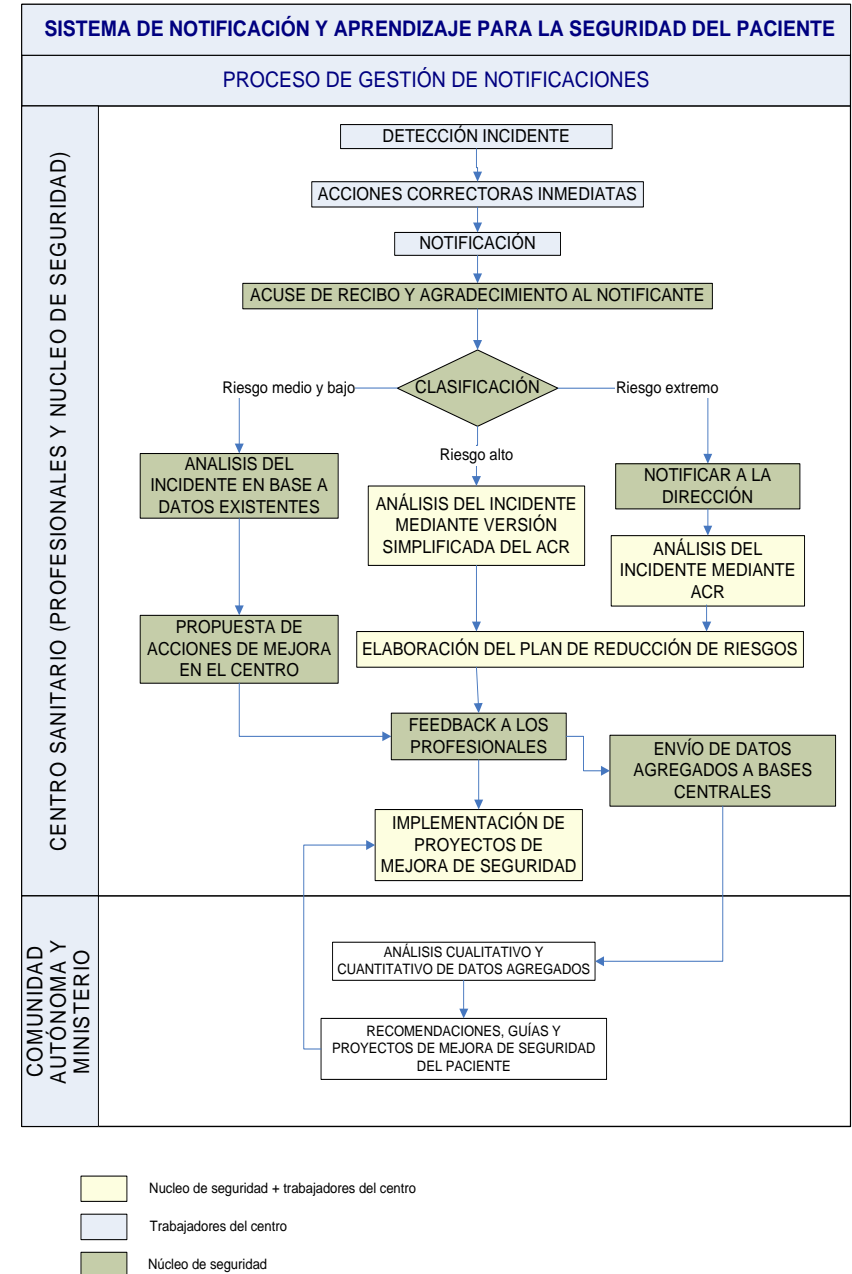 SISTEMA DE NOTIFICACIÓN Y APRENDIZAJE PARA LA SEGURIDAD DEL PACIENTE
PROCESO DE GESTIÓN DE NOTIFICACIONES
CENTRO SANITARIO (PROFESIONALES Y NUCLEO DE SEGURIDAD)
DETECCIÓN INCIDENTE
ACCIONES CORRECTORAS INMEDIATAS
NOTIFICACIÓN
ACUSE DE RECIBO Y AGRADECIMIENTO AL NOTIFICANTE
CLASIFICACIÓN
Riesgo medio y bajo
Riesgo alto
Riesgo extremo
ANALISIS DEL
INCIDENTE EN BASE A
DATOS EXISTENTES
ANÁLISIS DEL INCIDENTE
MEDIANTE VERSIÓN
SIMPLIFICADA DEL ACR
NOTIFICAR A LA
DIRECCIÓN
ANÁLISIS DEL
INCIDENTE MEDIANTE
ACR
PROPUESTA DE
ACCIONES DE MEJORA
EN EL CENTRO
ELABORACIÓN DEL PLAN DE REDUCCIÓN DE RIESGOS
FEEDBACK A LOS
PROFESIONALES
ENVÍO DE DATOS
AGREGADOS A BASES
CENTRALES
IMPLEMENTACIÓN DE
PROYECTOS DE
MEJORA DE SEGURIDAD
COMUNIDAD
AUTÓNOMA Y
MINISTERIO
ANÁLISIS CUALITATIVO Y
CUANTITATIVO DE DATOS AGREGADOS
RECOMENDACIONES, GUÍAS Y
PROYECTOS DE MEJORA DE SEGURIDAD
DEL PACIENTE
Nucleo de seguridad + trabajadores del centro
Trabajadores del centro
Núcleo de seguridad